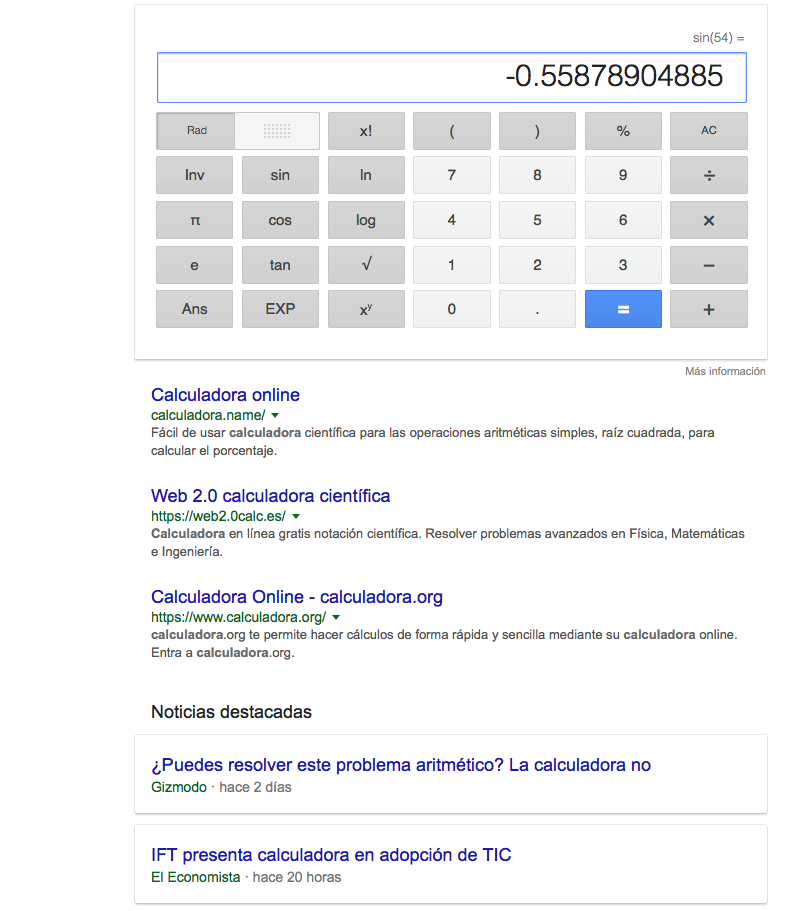 sin(54) =
-0.55878904885
Rad x! ( ) % AC
Inv sin ln 7 8 9 ÷
π cos log 4 5 6 ×
e tan √ 1 2 3 −
Ans EXP xʸ 0 . = +
Más información
Calculadora online
calculadora.name/
Fácil de usar calculadora científica para las operaciones aritméticas simples, raíz cuadrada, para
calcular el porcentaje.
Web 2.0 calculadora científica
https://web2.0calc.es/
Calculadora en línea gratis notación científica. Resolver problemas avanzados en Física, Matemáticas
e Ingeniería.
Calculadora Online - calculadora.org
https://www.calculadora.org/
calculadora.org te permite hacer cálculos de forma rápida y sencilla mediante su calculadora online.
Entra a calculadora.org.
Noticias destacadas
¿Puedes resolver este problema aritmético? La calculadora no
Gizmodo · hace 2 días
IFT presenta calculadora en adopción de TIC
El Economista · hace 20 horas